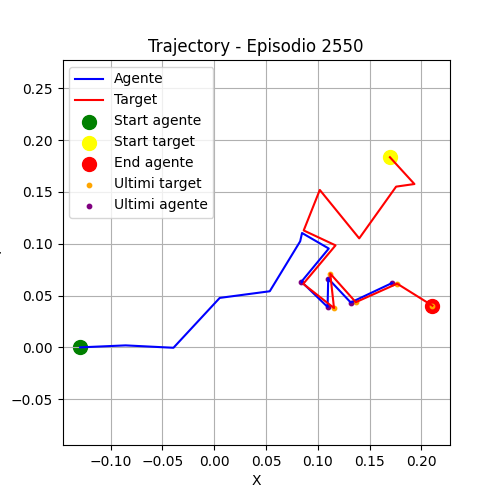 Trajectory - Episodio 2550
Agente
Target
Start agente
Start target
End agente
Ultimi target
Ultimi agente
0.25
0.20
0.15
0.10
0.05
0.00
−0.05
−0.10
−0.05
0.00
0.05
0.10
0.15
0.20
X